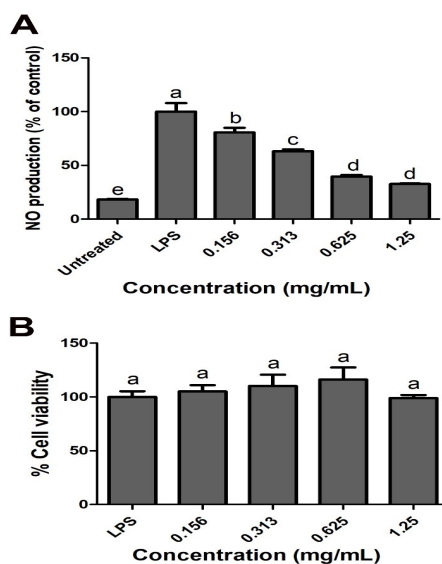 A
NO production (% of control)
150
100
50
0
a
b
c
d
d
e
Untreated
LPS
0.156
0.313
0.625
1.25
Concentration (mg/mL)
B
% Cell viability
150
100
50
0
a
a
a
a
a
LPS
0.156
0.313
0.625
1.25
Concentration (mg/mL)